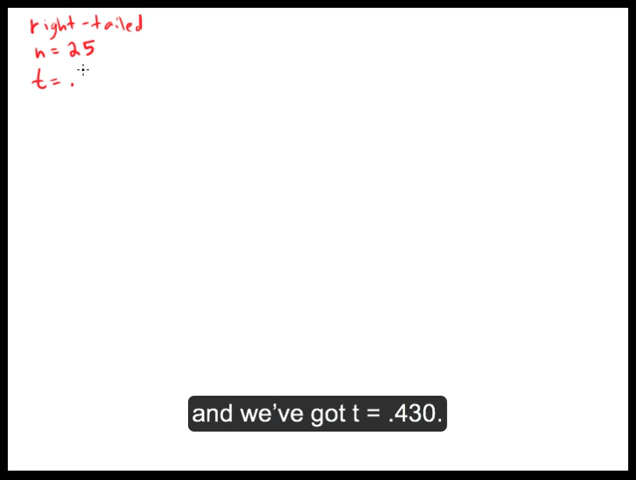 right-tailed
n = 25
t = .
and we've got t = .430.